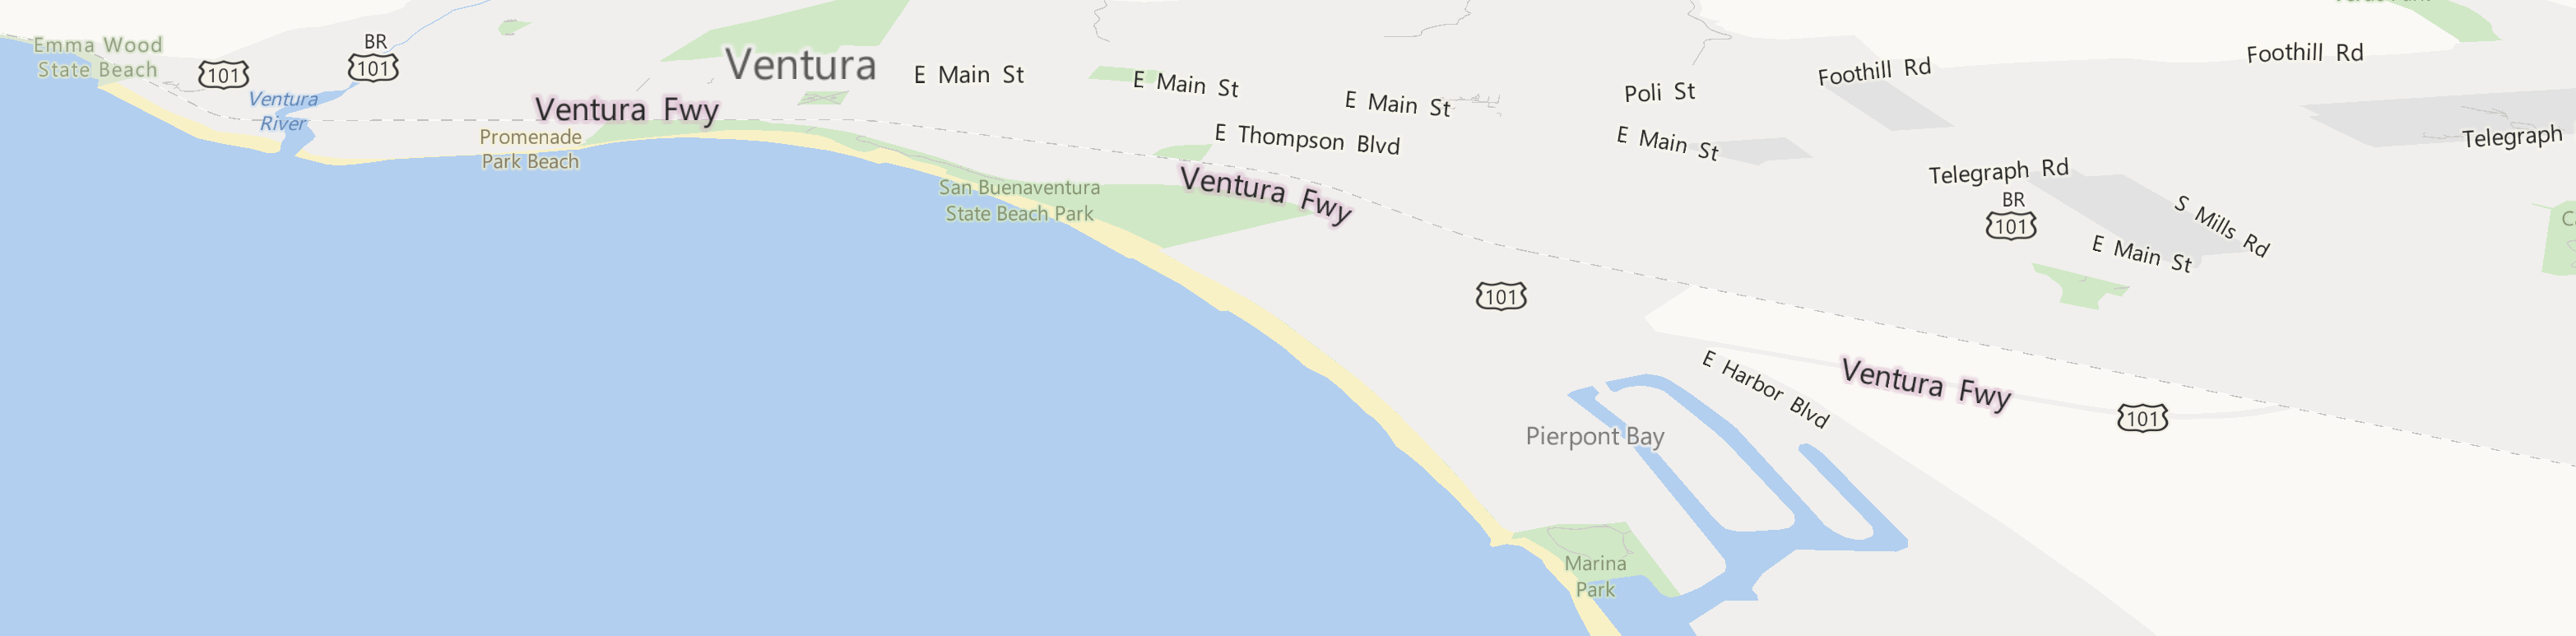 Emma Wood
State Beach
101
BR
101
Ventura
River
Ventura Fwy
Promenade
Park Beach
Ventura
E Main St
E Main St
E Main St
E Thompson Blvd
Poli St
E Main St
Foothill Rd
Foothill Rd
Telegraph
Telegraph Rd
BR
101
S Mills Rd
E Main St
San Buenaventura
State Beach Park
Ventura Fwy
101
E Harbor Blvd
Ventura Fwy
101
Pierpont Bay
Marina
Park